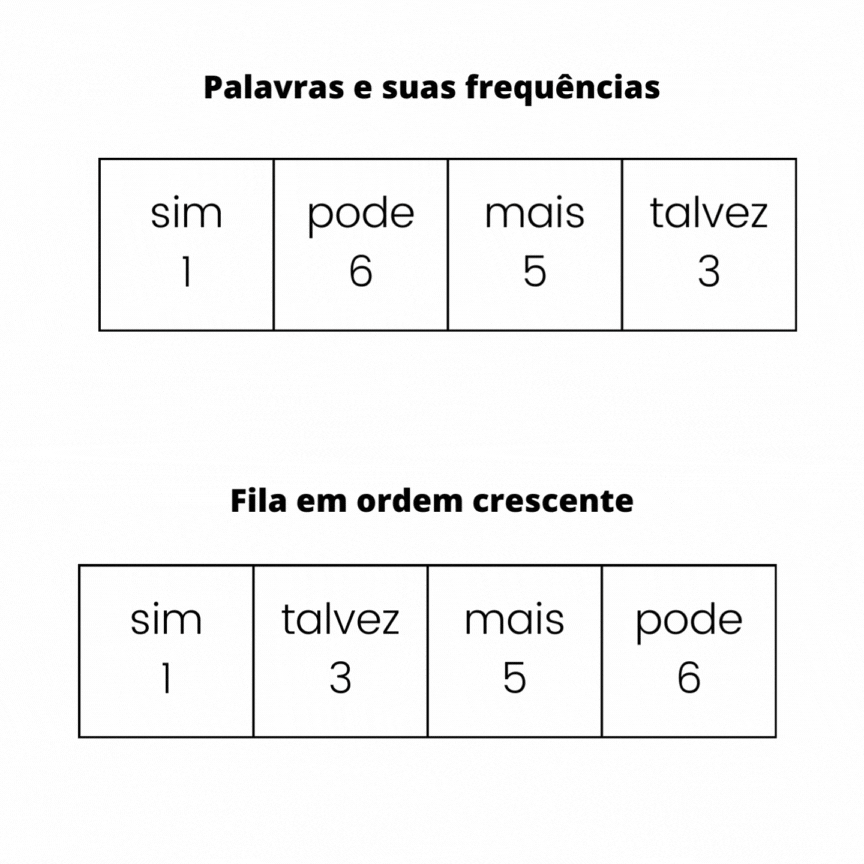 Palavras e suas frequências
sim pode mais talvez
1 6 5 3
Fila em ordem crescente
sim talvez mais pode
1 3 5 6